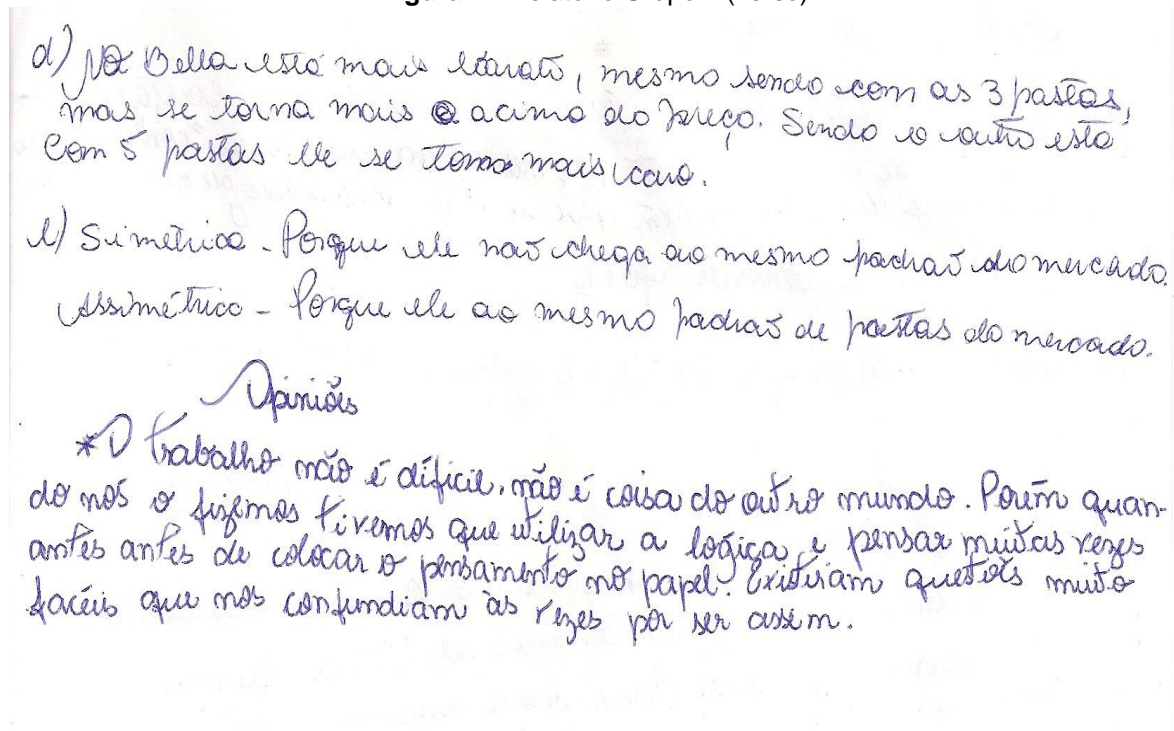 d) Na Bella está mais barato, mesmo sendo com as 3 pastas,
mas se torna mais acima do preço. Sendo o outro está
com 5 pastas ele se torna mais caro.
e) Simétrico - Porque ele não chega ao mesmo padrão do mercado.
Assimétrico - Porque ele ao mesmo padrão de pastas do mercado.
Opiniões
*O trabalho não é díficil, não é coisa do outro mundo. Porém quan-
do nós o fizemos tivemos que utilizar a lógica e pensar muitas vezes
antes antes de colocar o pensamento no papel. Existiam questões muito
facéis que nos confundiam às vezes por ser assim.